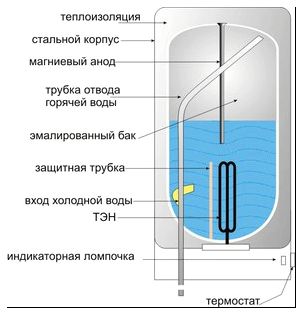 теплоизоляция
стальной корпус
магниевый анод
трубка отвода
горячей воды
эмалированный бак
защитная трубка
вход холодной воды
ТЭН
индикаторная лампочка
термостат